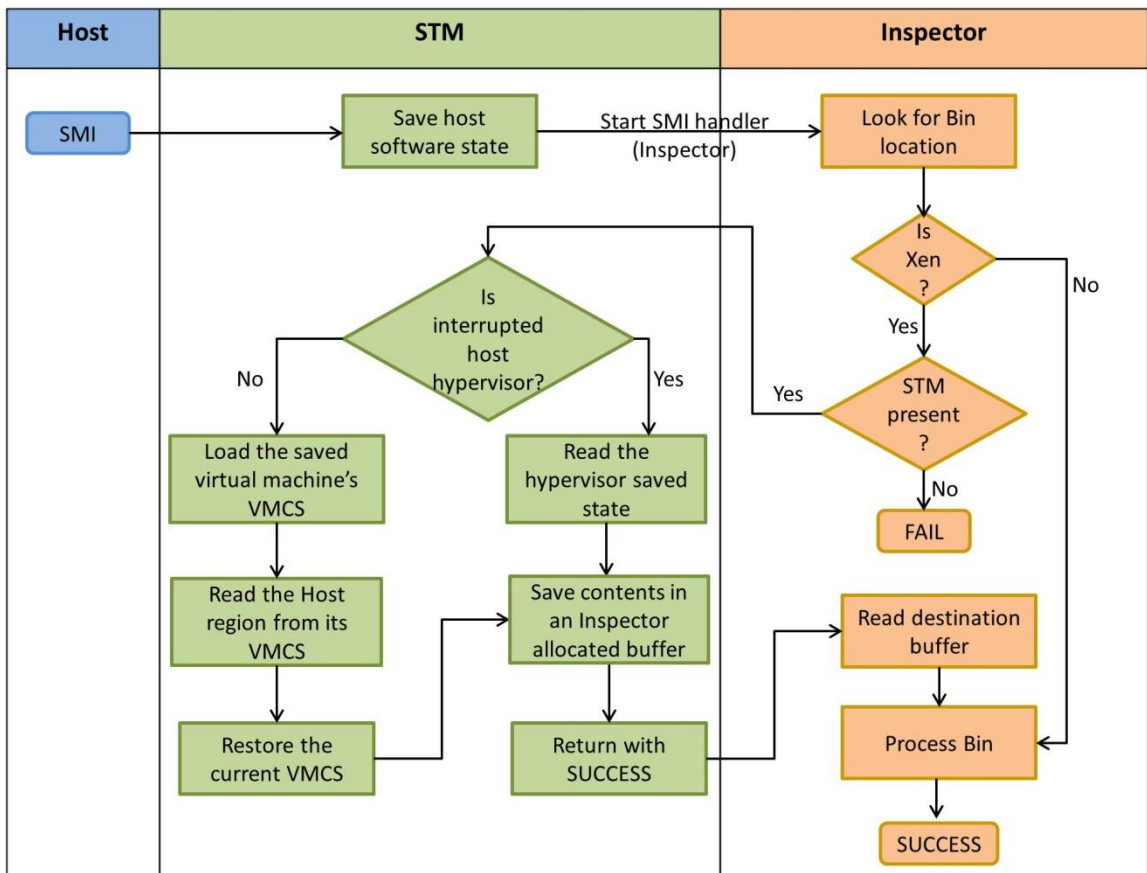 Host
STM
Inspector
SMI
Save host
software state
Start SMI handler
(Inspector)
Look for Bin
location
Is
Xen
?
No
Yes
STM
present
?
Yes
No
FAIL
Is
interrupted
host
hypervisor?
No
Yes
Load the saved
virtual machine’s
VMCS
Read the
hypervisor saved
state
Read the Host
region from its
VMCS
Save contents in
an Inspector
allocated buffer
Read destination
buffer
Restore the
current VMCS
Return with
SUCCESS
Process Bin
SUCCESS